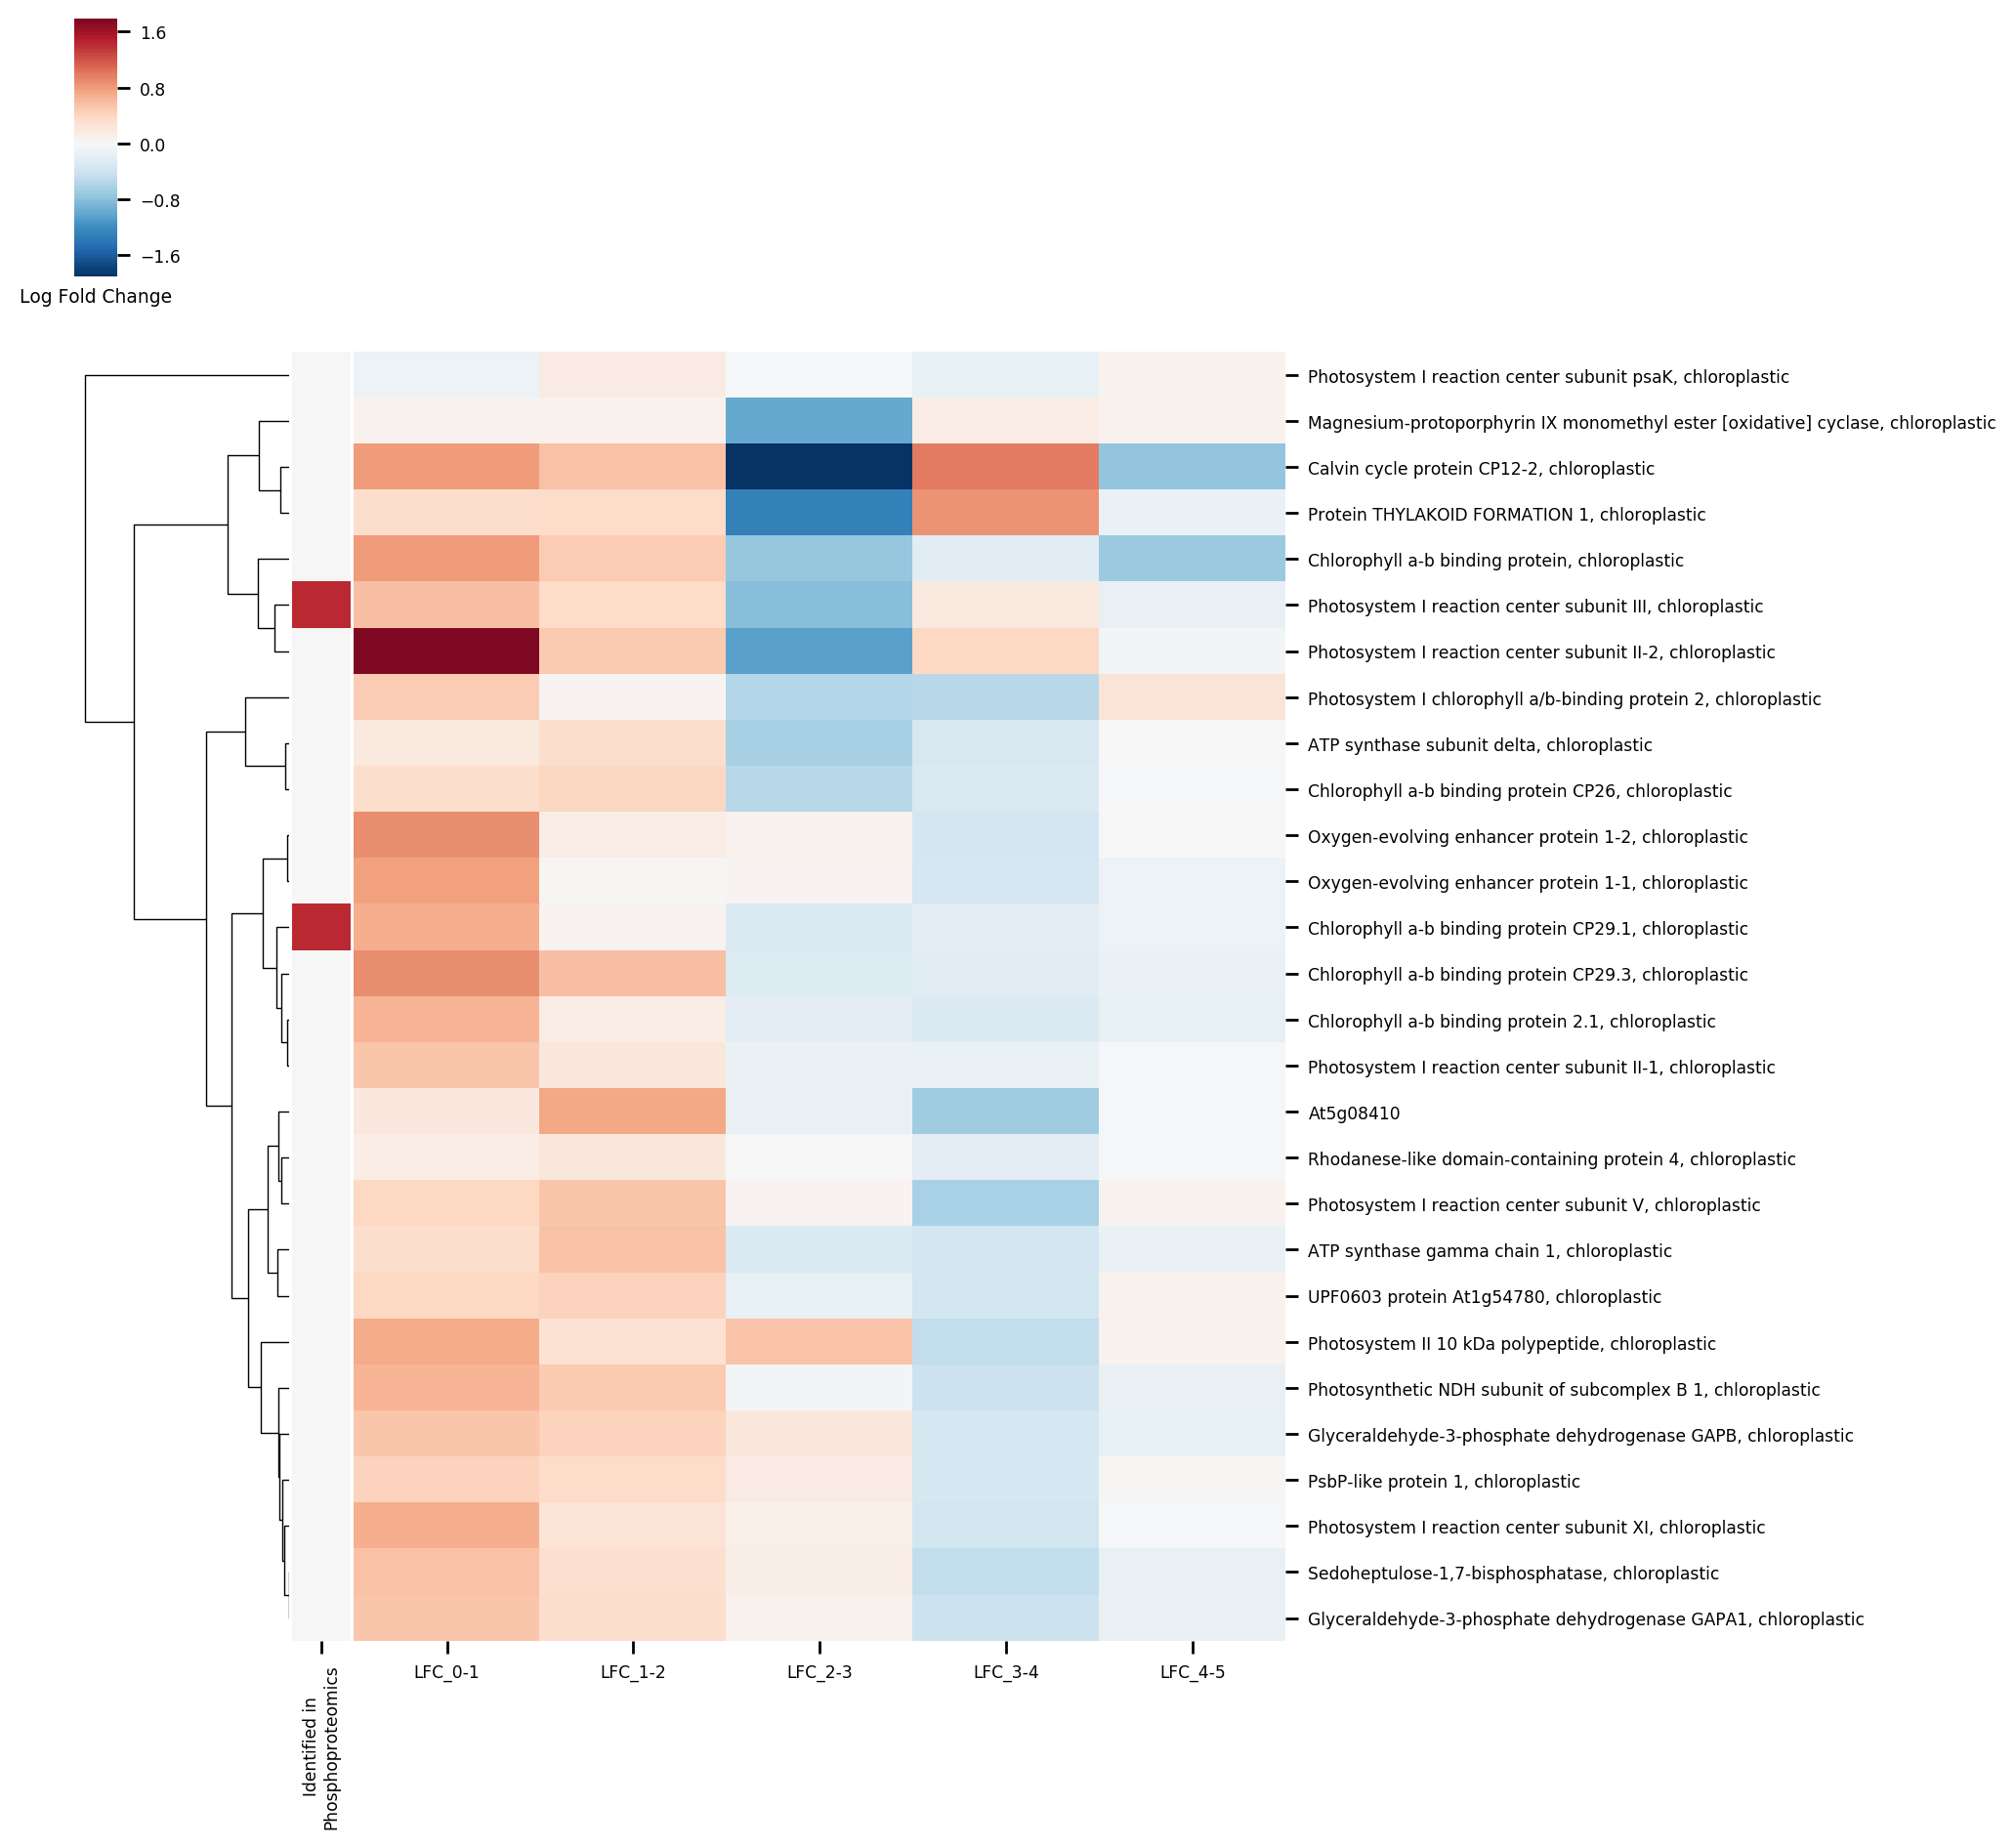 1.6
0.8
0.0
−0.8
−1.6
Log Fold Change
Photosystem I reaction center subunit psaK, chloroplastic
Magnesium-protoporphyrin IX monomethyl ester [oxidative] cyclase, chloroplastic
Calvin cycle protein CP12-2, chloroplastic
Protein THYLAKOID FORMATION 1, chloroplastic
Chlorophyll a-b binding protein, chloroplastic
Photosystem I reaction center subunit III, chloroplastic
Photosystem I reaction center subunit II-2, chloroplastic
Photosystem I chlorophyll a/b-binding protein 2, chloroplastic
ATP synthase subunit delta, chloroplastic
Chlorophyll a-b binding protein CP26, chloroplastic
Oxygen-evolving enhancer protein 1-2, chloroplastic
Oxygen-evolving enhancer protein 1-1, chloroplastic
Chlorophyll a-b binding protein CP29.1, chloroplastic
Chlorophyll a-b binding protein CP29.3, chloroplastic
Chlorophyll a-b binding protein 2.1, chloroplastic
Photosystem I reaction center subunit II-1, chloroplastic
At5g08410
Rhodanese-like domain-containing protein 4, chloroplastic
Photosystem I reaction center subunit V, chloroplastic
ATP synthase gamma chain 1, chloroplastic
UPF0603 protein At1g54780, chloroplastic
Photosystem II 10 kDa polypeptide, chloroplastic
Photosynthetic NDH subunit of subcomplex B 1, chloroplastic
Glyceraldehyde-3-phosphate dehydrogenase GAPB, chloroplastic
PsbP-like protein 1, chloroplastic
Photosystem I reaction center subunit XI, chloroplastic
Sedoheptulose-1,7-bisphosphatase, chloroplastic
Glyceraldehyde-3-phosphate dehydrogenase GAPA1, chloroplastic
Identified in
Phosphoproteomics
LFC_0-1
LFC_1-2
LFC_2-3
LFC_3-4
LFC_4-5